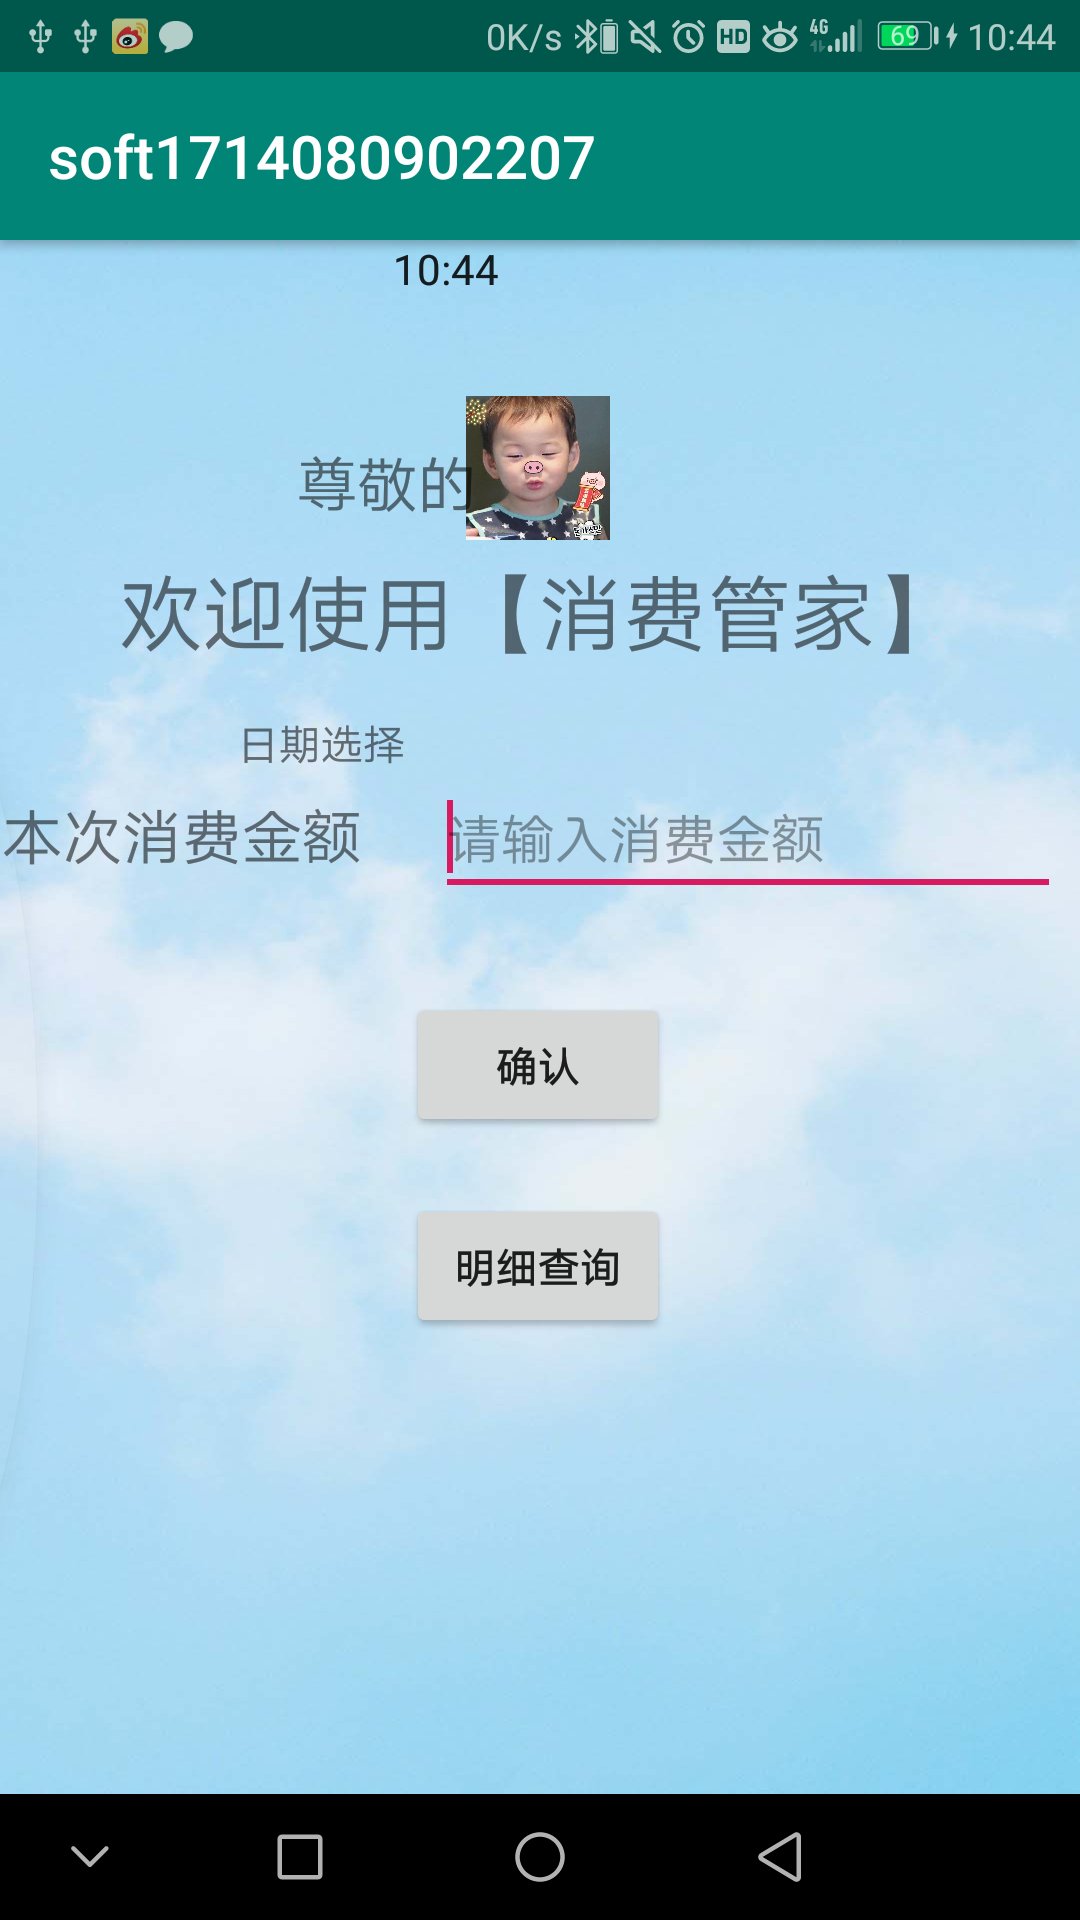 0K/s HD 4G 69 10:44
soft1714080902207
10:44
尊敬的
欢迎使用【消费管家】
日期选择
本次消费金额 请输入消费金额
确认
明细查询